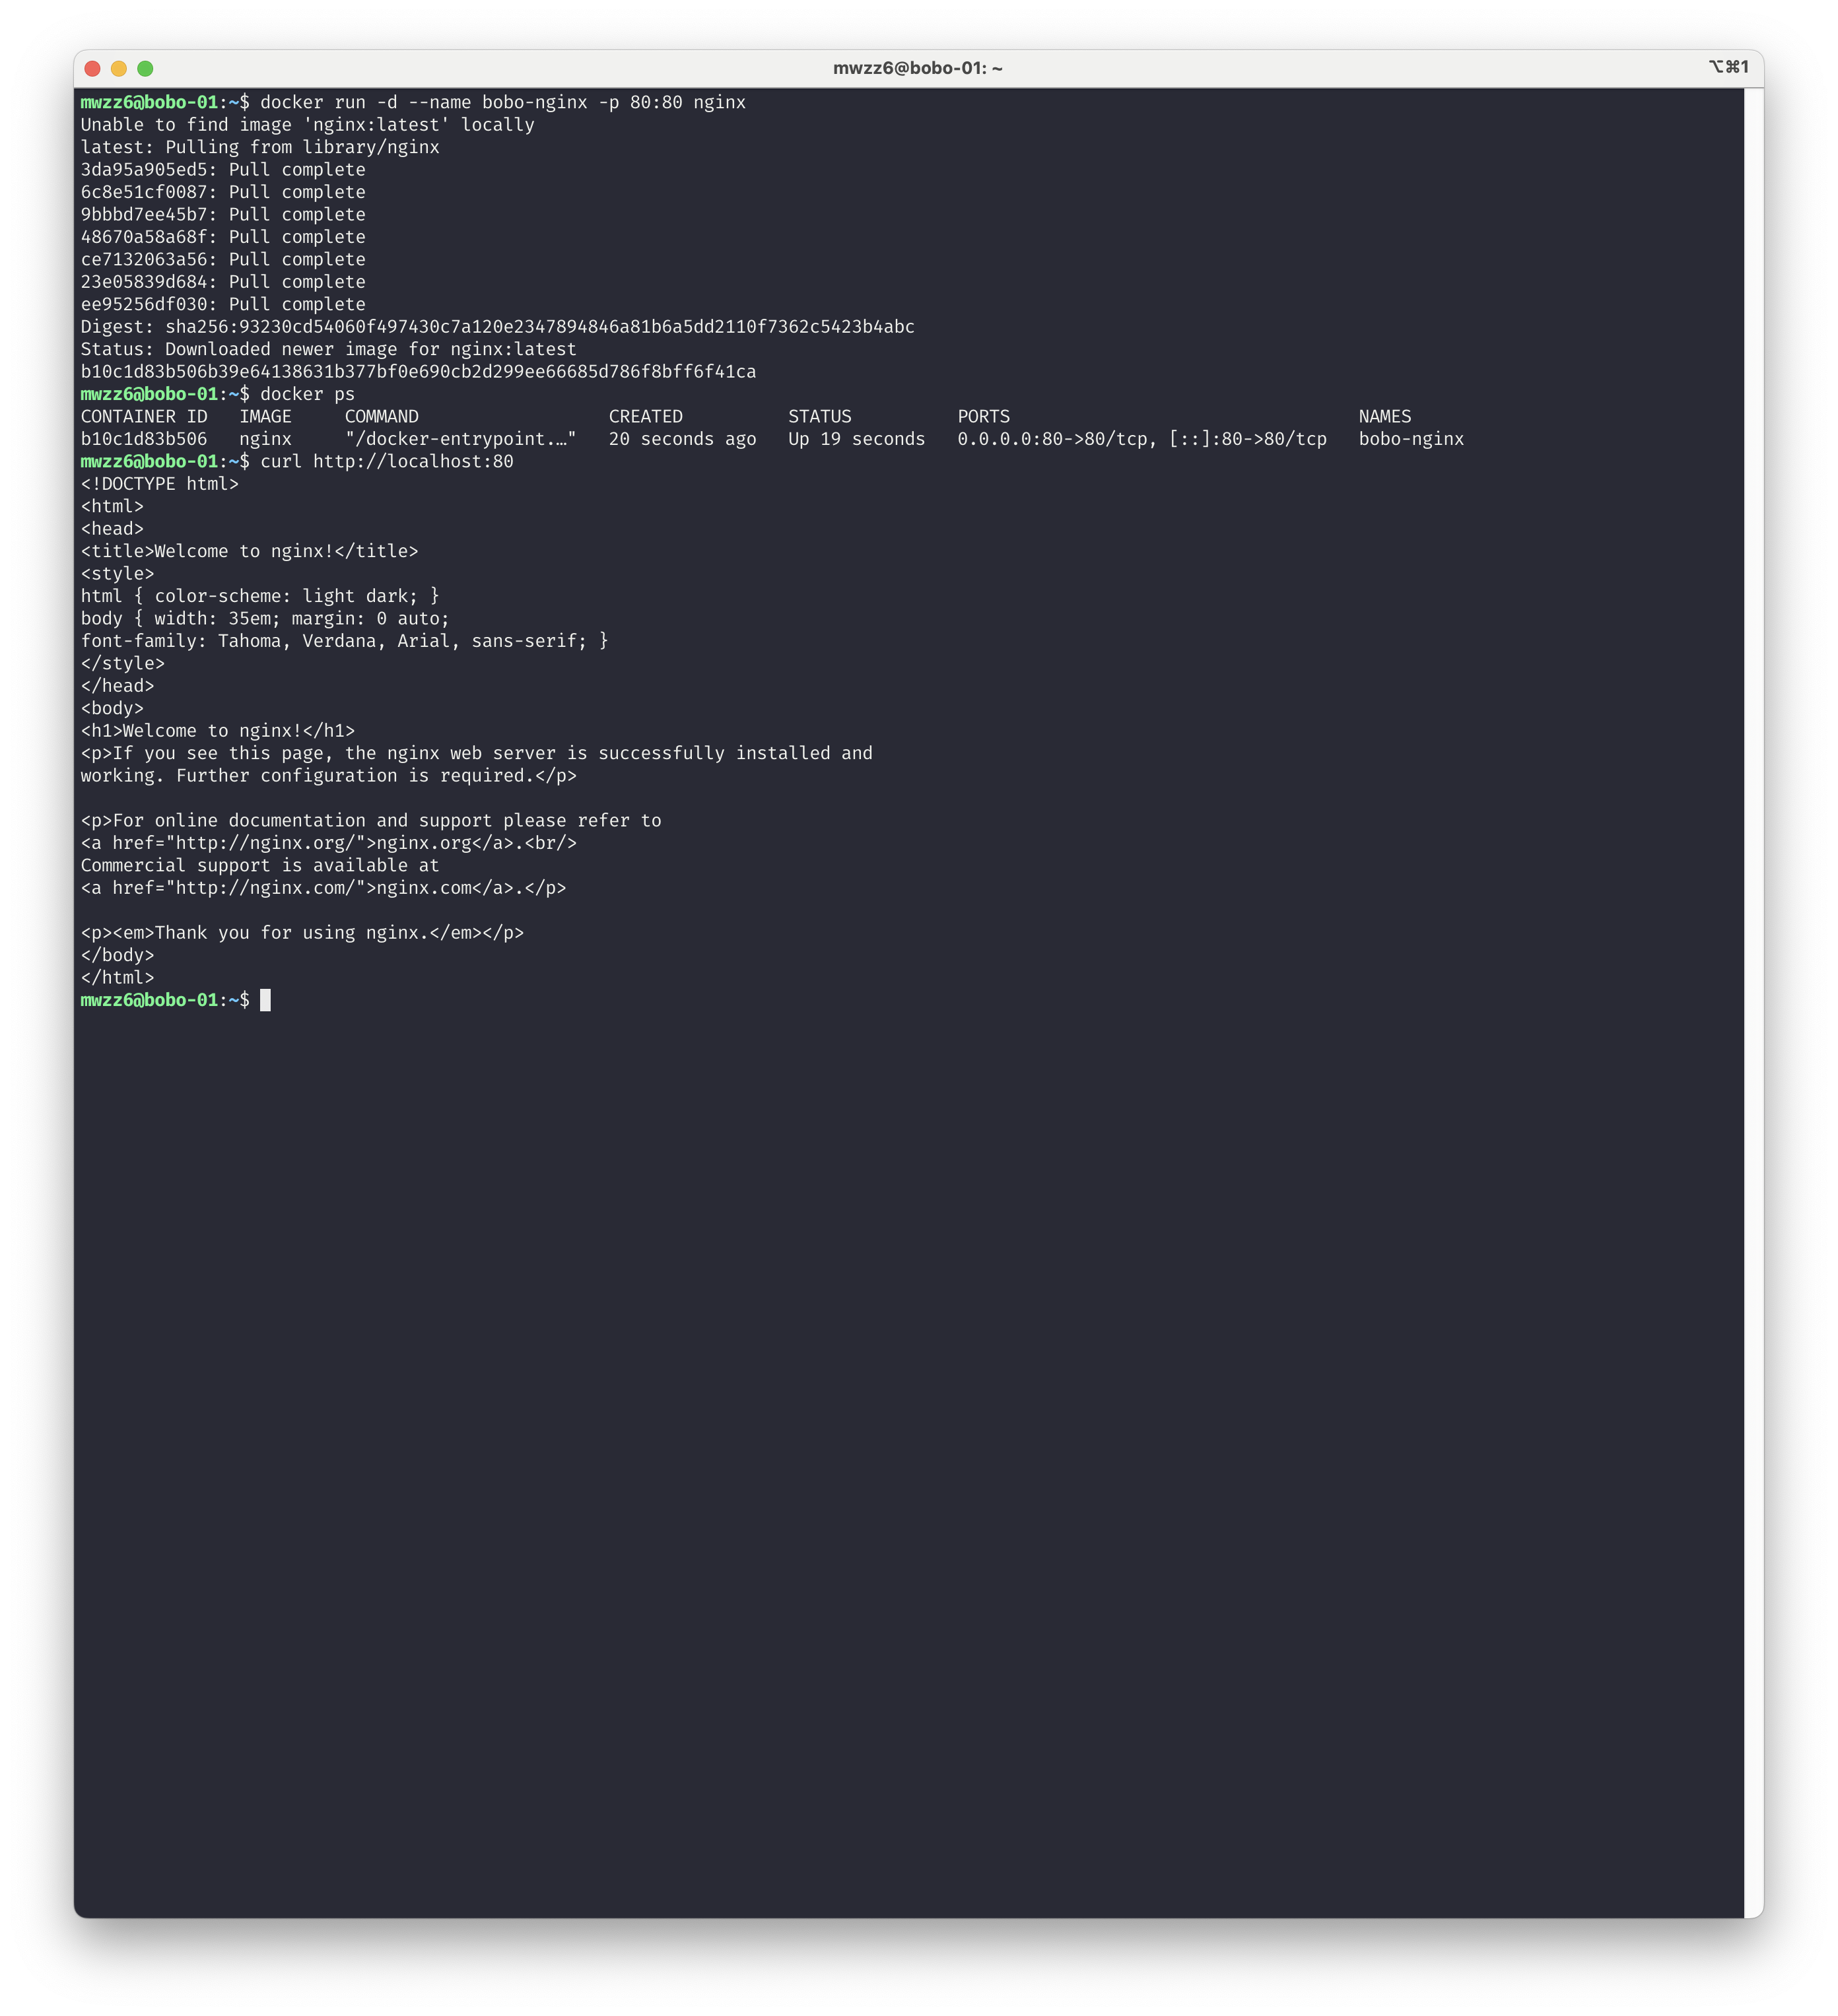 mwzz6@bobo-01: ~
⌥⌘1
mwzz6@bobo-01:~$ docker run -d --name bobo-nginx -p 80:80 nginx
Unable to find image 'nginx:latest' locally
latest: Pulling from library/nginx
3da95a905ed5: Pull complete
6c8e51cf0087: Pull complete
9bbbd7ee45b7: Pull complete
48670a58a68f: Pull complete
ce7132063a56: Pull complete
23e05839d684: Pull complete
ee95256df030: Pull complete
Digest: sha256:93230cd54060f497430c7a120e2347894846a81b6a5dd2110f7362c5423b4abc
Status: Downloaded newer image for nginx:latest
b10c1d83b506b39e64138631b377bf0e690cb2d299ee66685d786f8bff6f41ca
mwzz6@bobo-01:~$ docker ps
CONTAINER ID   IMAGE     COMMAND                  CREATED          STATUS          PORTS                                 NAMES
b10c1d83b506   nginx     "/docker-entrypoint.…"   20 seconds ago   Up 19 seconds   0.0.0.0:80->80/tcp, [::]:80->80/tcp   bobo-nginx
mwzz6@bobo-01:~$ curl http://localhost:80
<!DOCTYPE html>
<html>
<head>
<title>Welcome to nginx!</title>
<style>
html { color-scheme: light dark; }
body { width: 35em; margin: 0 auto;
font-family: Tahoma, Verdana, Arial, sans-serif; }
</style>
</head>
<body>
<h1>Welcome to nginx!</h1>
<p>If you see this page, the nginx web server is successfully installed and
working. Further configuration is required.</p>

<p>For online documentation and support please refer to
<a href="http://nginx.org/">nginx.org</a>.<br/>
Commercial support is available at
<a href="http://nginx.com/">nginx.com</a>.</p>

<p><em>Thank you for using nginx.</em></p>
</body>
</html>
mwzz6@bobo-01:~$